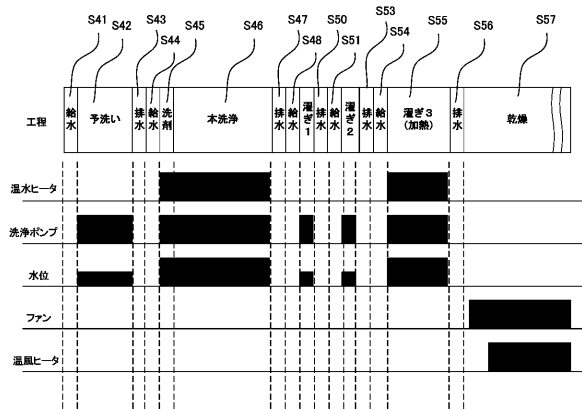 S41 S43 S45 S46 S47 S50 S53 S55 S56 S57
S42 S44 S48 S51 S54
工程 給水 予洗い 排水 給水 洗剤 本洗浄 排水 給水 濯ぎ1 排水 給水 濯ぎ2 排水 給水 濯ぎ3 排水 乾燥
(加熱)
温水ヒータ
洗浄ポンプ
水位
ファン
温風ヒータ